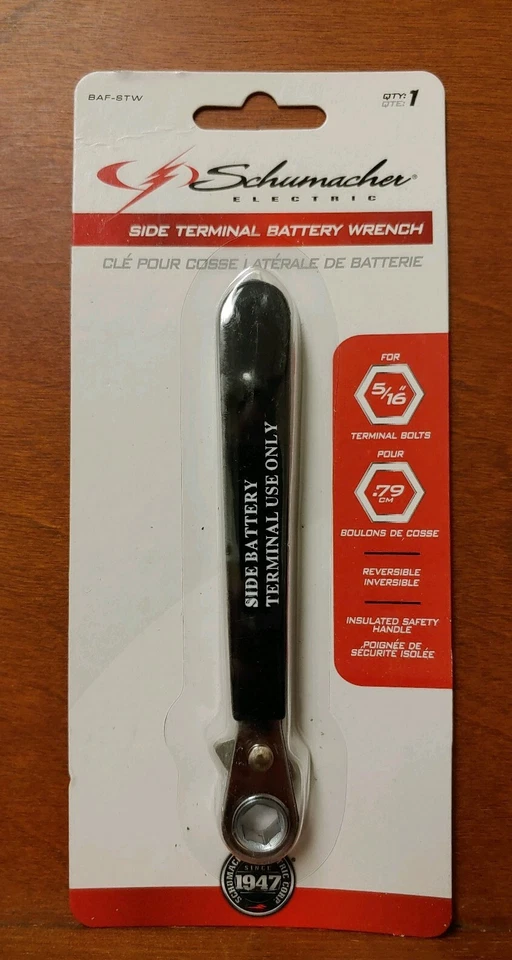 BAF-STW
QTY: 1
QTÉ:
Schumacher®
ELECTRIC
SIDE TERMINAL BATTERY WRENCH
CLÉ POUR COSSE LATÉRALE DE BATTERIE
FOR
5/16"
TERMINAL BOLTS
POUR
.79
CM
BOULONS DE COSSE
REVERSIBLE
INVERSIBLE
INSULATED SAFETY
HANDLE
POIGNÉE DE
SÉCURITÉ ISOLÉE
SIDE BATTERY
TERMINAL USE ONLY
SINCE
1947